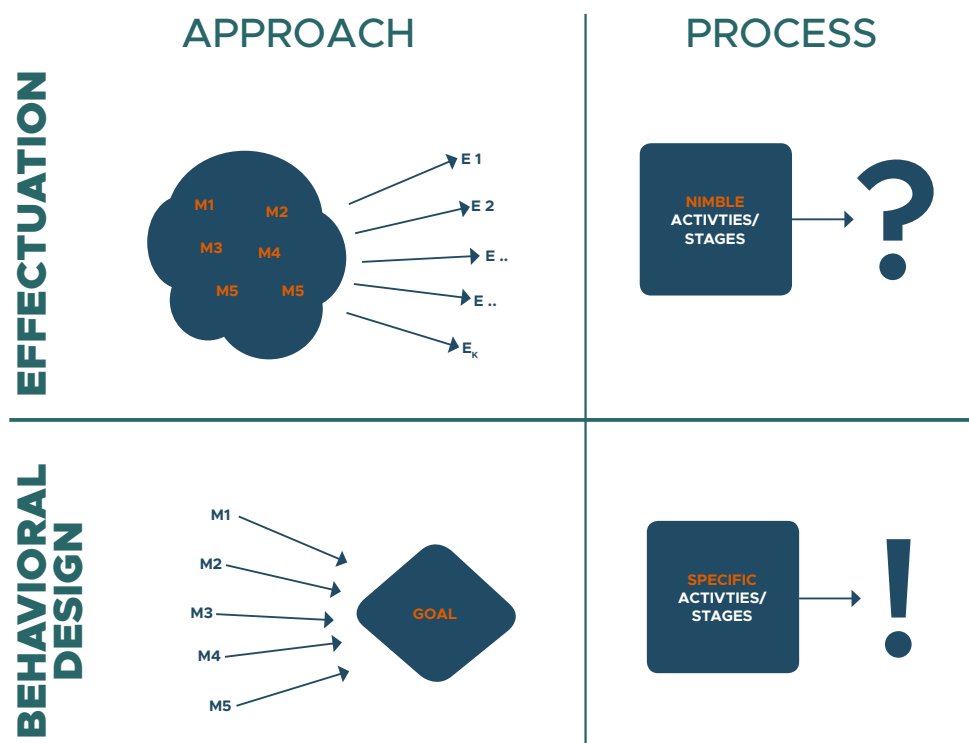 APPROACH
PROCESS
EFFECTUATION
M1
M2
M3
M4
M5
M5
E 1
E 2
E ..
E ..
EK
NIMBLE
ACTIVTIES/
STAGES
?
BEHAVIORAL
DESIGN
M1
M2
M3
M4
M5
GOAL
SPECIFIC
ACTIVTIES/
STAGES
!